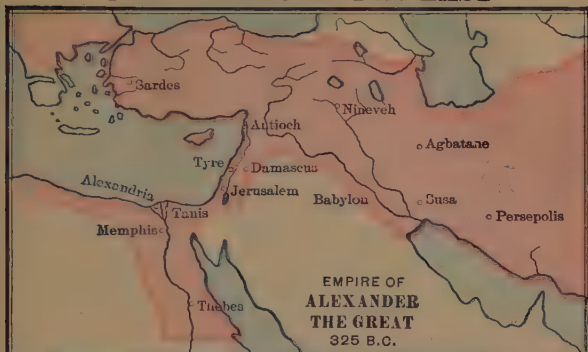 Sardes
Nineveh
Antioch
Agbatane
Tyre
Damascus
Alexandria
Jerusalem
Tanis
Babylon
Susa
Memphis
Persepolis
Thebes
EMPIRE OF
ALEXANDER
THE GREAT
325 B.C.